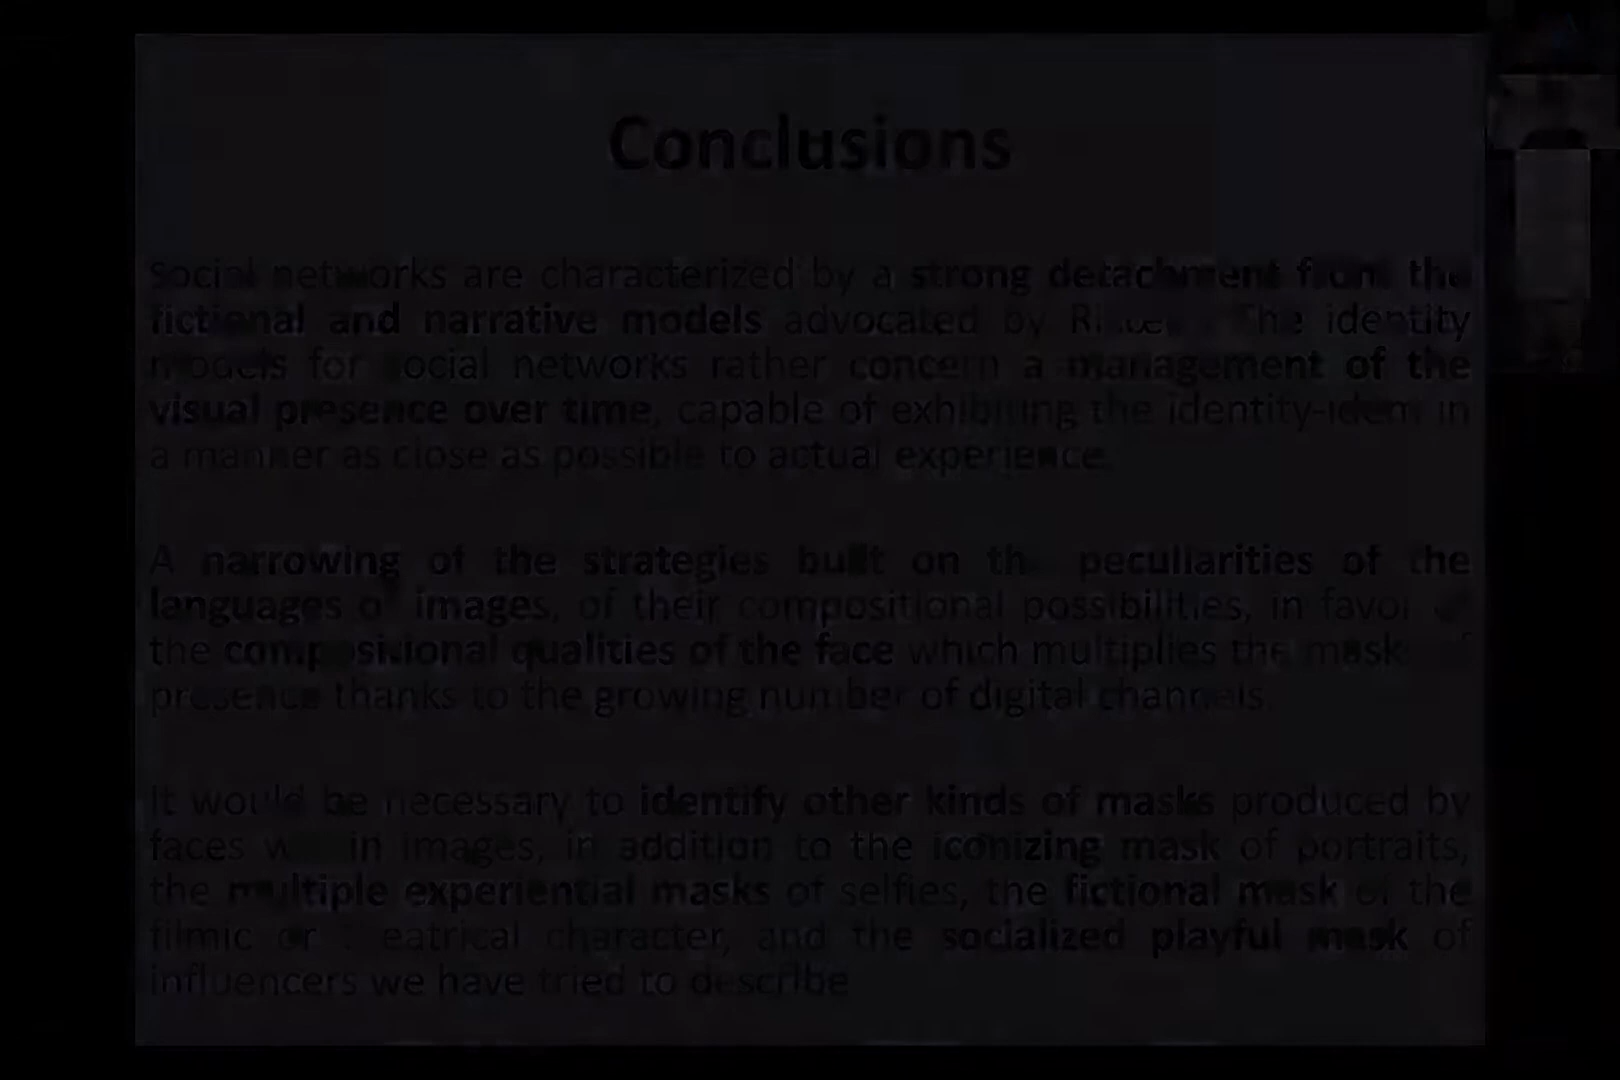 Conclusions
Social networks are characterized by a strong detachment from the
fictional and narrative models advocated by The identity
models for social networks rather concern a management of the
visual presence over time, capable of exhibiting the identity-idem in
a manner as close as possible to actual experience.
A narrowing of the strategies built on the peculiarities of the
languages of images, of their compositional possibilities, in favor of
the compositional qualities of the face which multiplies the mask of
presence thanks to the growing number of digital channels.
It would be necessary to identify other kinds of masks produced by
faces within images, in addition to the iconizing mask of portraits,
the multiple experiential masks of selfies, the fictional mask of the
filmic or theatrical character, and the socialized playful mask of
influencers we have tried to describe